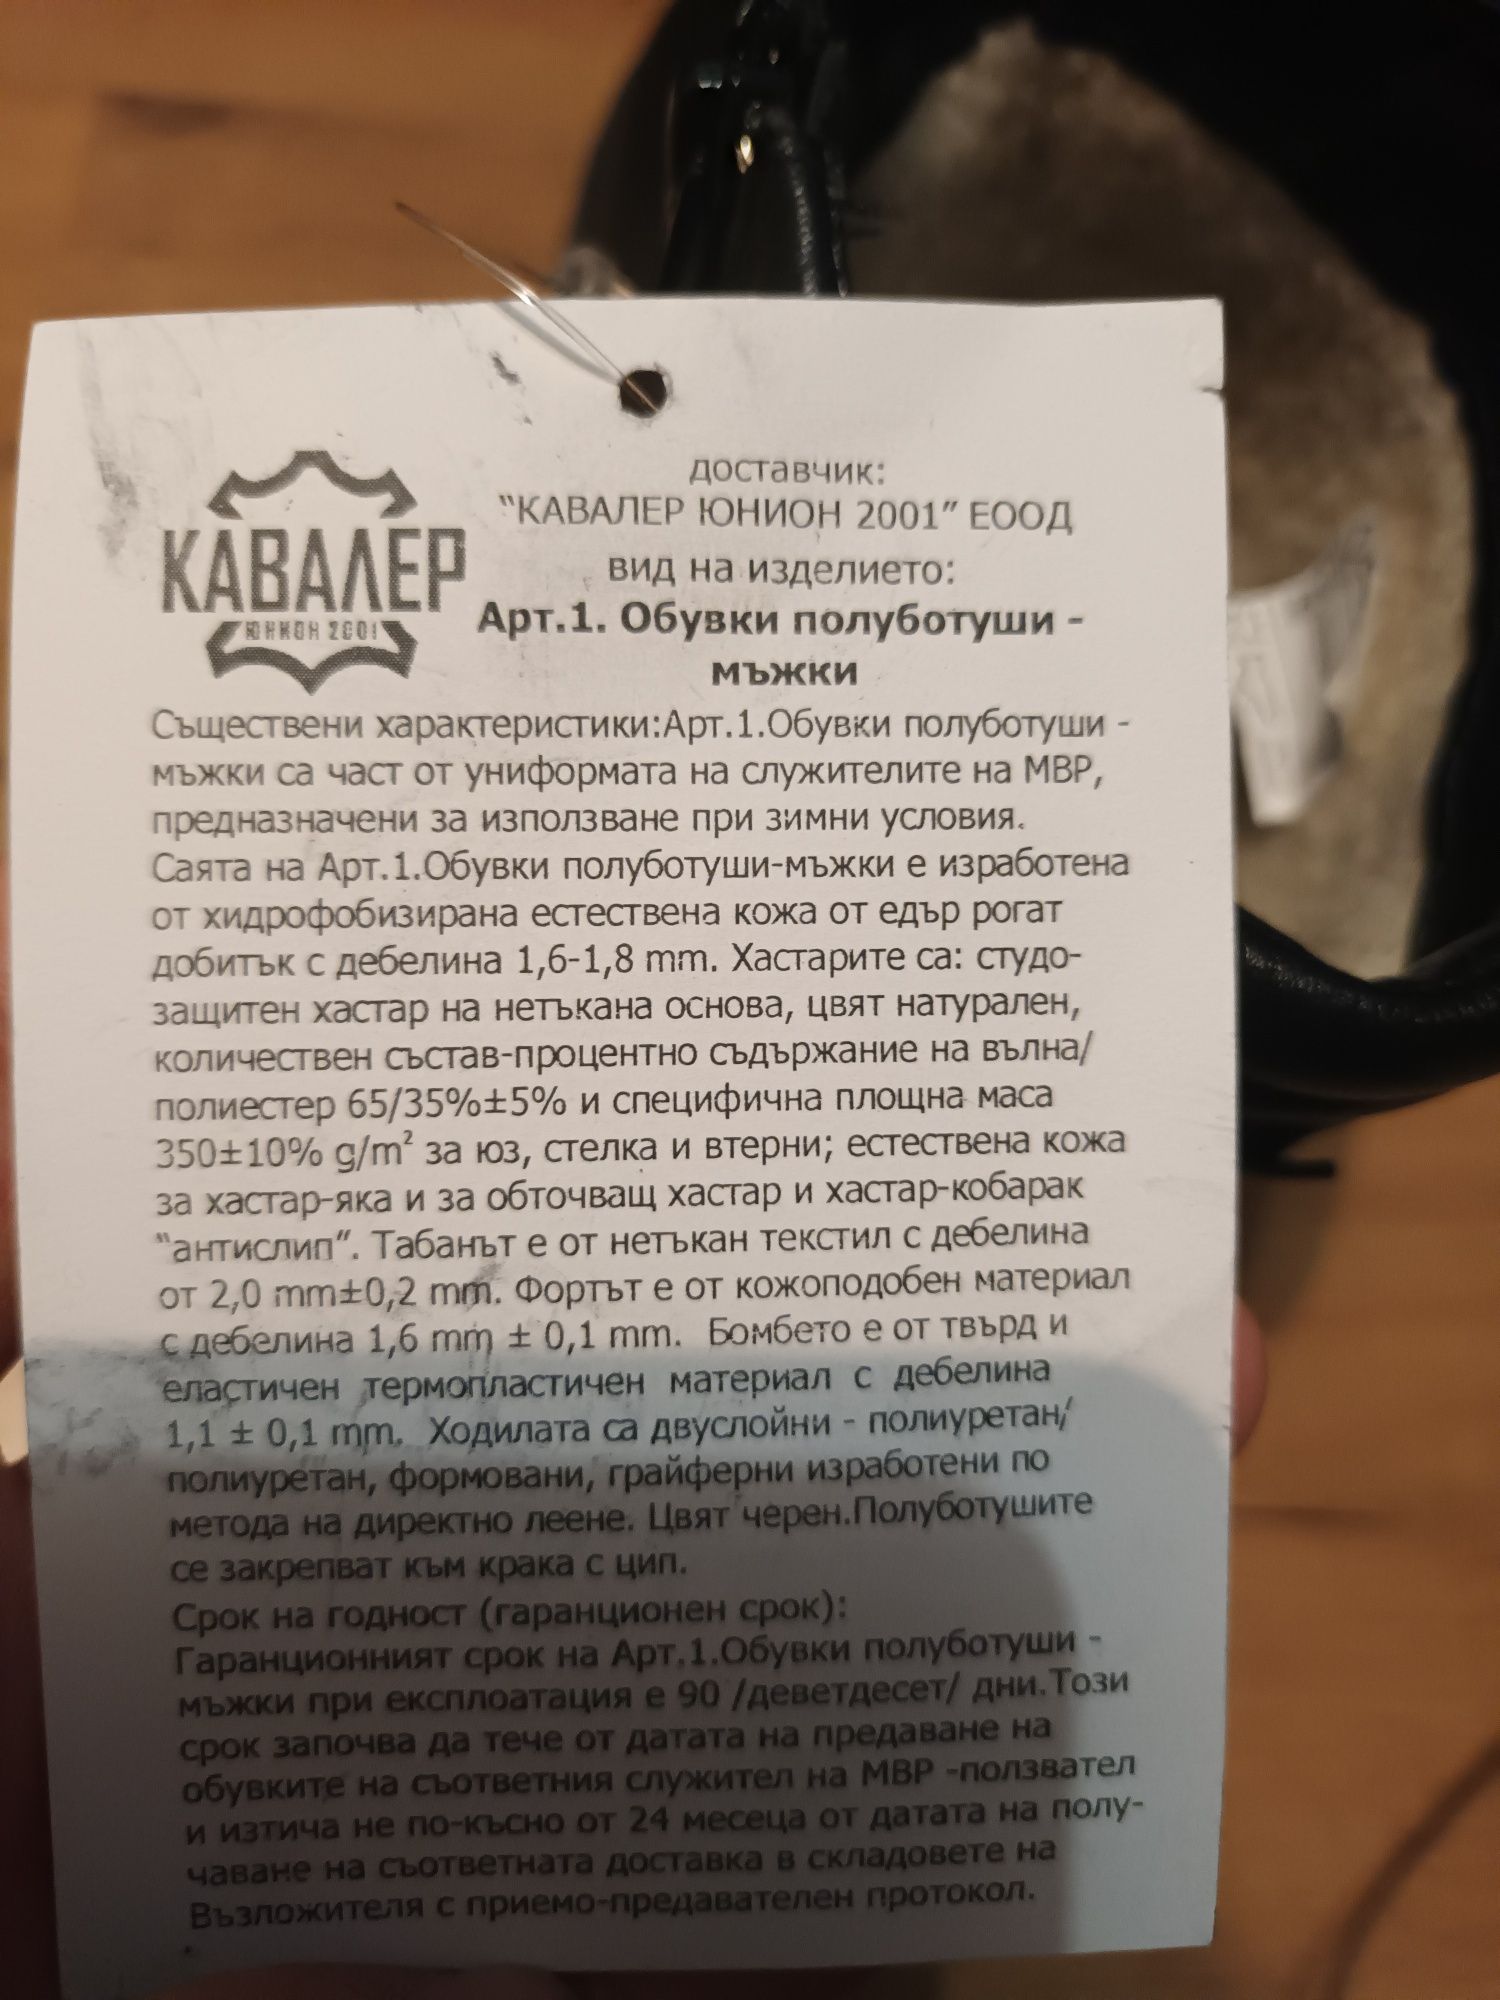 доставчик:
"КАВАЛЕР ЮНИОН 2001" ЕООД
КАВАЛЕР
ЮНИОН 2001
вид на изделието:
Арт.1. Обувки полуботуши -
мъжки
Съществени характеристики:Арт.1.Обувки полуботуши -
мъжки са част от униформата на служителите на МВР,
предназначени за използване при зимни условия.
Саята на Арт.1.Обувки полуботуши-мъжки е изработена
от хидрофобизирана естествена кожа от едър рогат
добитък с дебелина 1,6-1,8 mm. Хастарите са: студо-
защитен хастар на нетъкана основа, цвят натурален,
количествен състав-процентно съдържание на вълна/
полиестер 65/35%±5% и специфична площна маса
350±10% g/m² за юз, стелка и втерни; естествена кожа
за хастар-яка и за обточващ хастар и хастар-кобарак
"антислип". Табанът е от нетъкан текстил с дебелина
от 2,0 mm±0,2 mm. Фортът е от кожоподобен материал
с дебелина 1,6 mm ± 0,1 mm. Бомбето е от твърд и
еластичен термопластичен материал с дебелина
1,1 ± 0,1 mm. Ходилата са двуслойни - полиуретан/
полиуретан, формовани, грайферни изработени по
метода на директно леене. Цвят черен.Полуботушите
се закрепват към крака с цип.
Срок на годност (гаранционен срок):
Гаранционният срок на Арт.1.Обувки полуботуши -
мъжки при експлоатация е 90 /деветдесет/ дни.Този
срок започва да тече от датата на предаване на
обувките на съответния служител на МВР -ползвател
и изтича не по-късно от 24 месеца от датата на полу-
чаване на съответната доставка в складовете на
Възложителя с приемо-предавателен протокол.